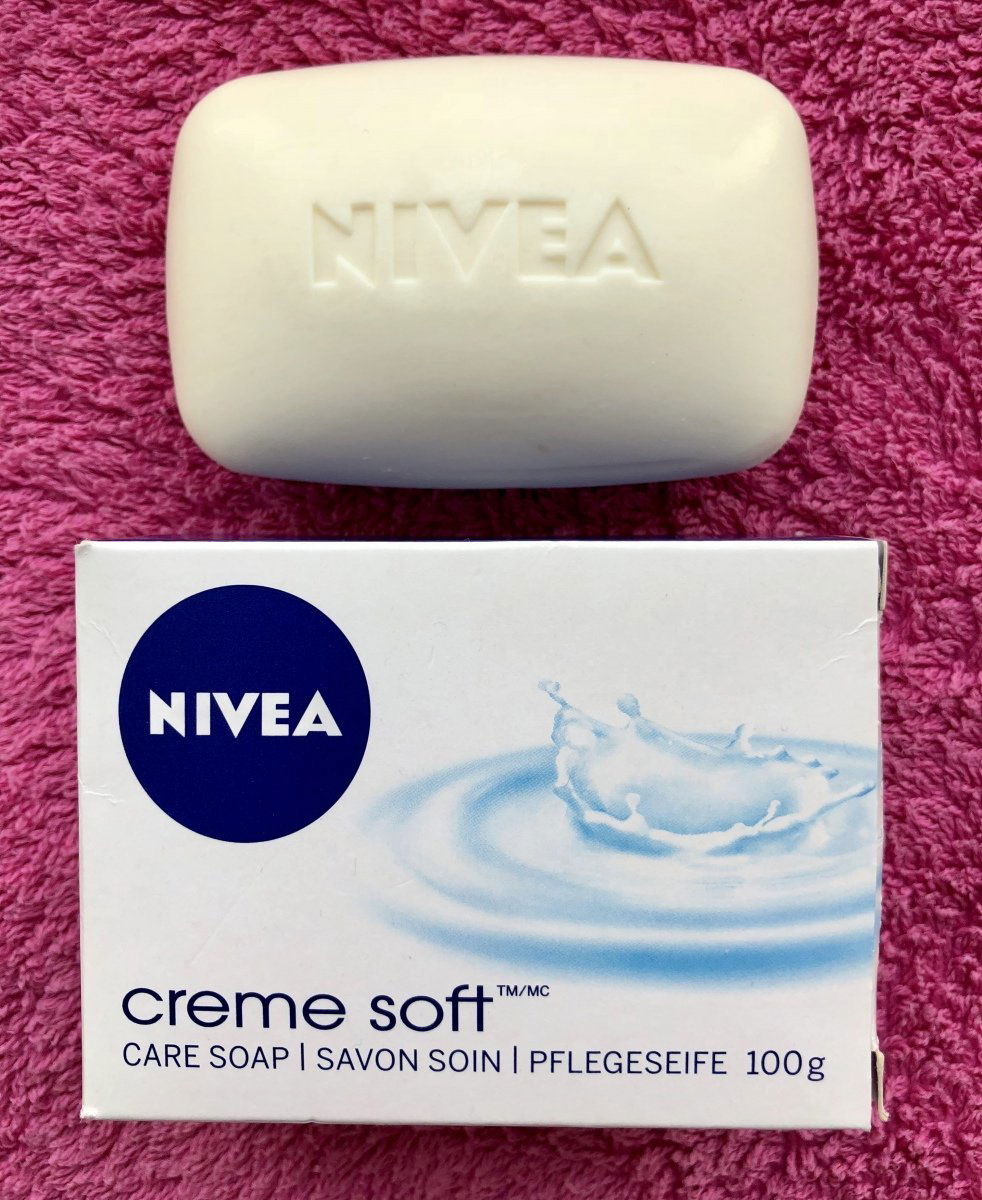 NIVEA
NIVEA
creme soft™/MC
CARE SOAP | SAVON SOIN | PFLEGESEIFE 100g